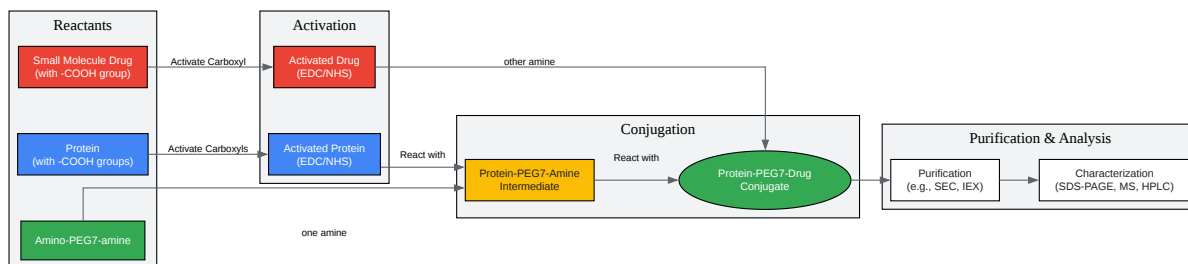 Reactants
Activation
Small Molecule Drug
(with -COOH group)
Activate Carboxyl
Activated Drug
(EDC/NHS)
other amine
Protein
(with -COOH groups)
Activate Carboxyls
Activated Protein
(EDC/NHS)
React with
Conjugation
Protein-PEG7-Amine
Intermediate
React with
Protein-PEG7-Drug
Conjugate
Purification & Analysis
Purification
(e.g., SEC, IEX)
Characterization
(SDS-PAGE, MS, HPLC)
Amino-PEG7-amine
one amine